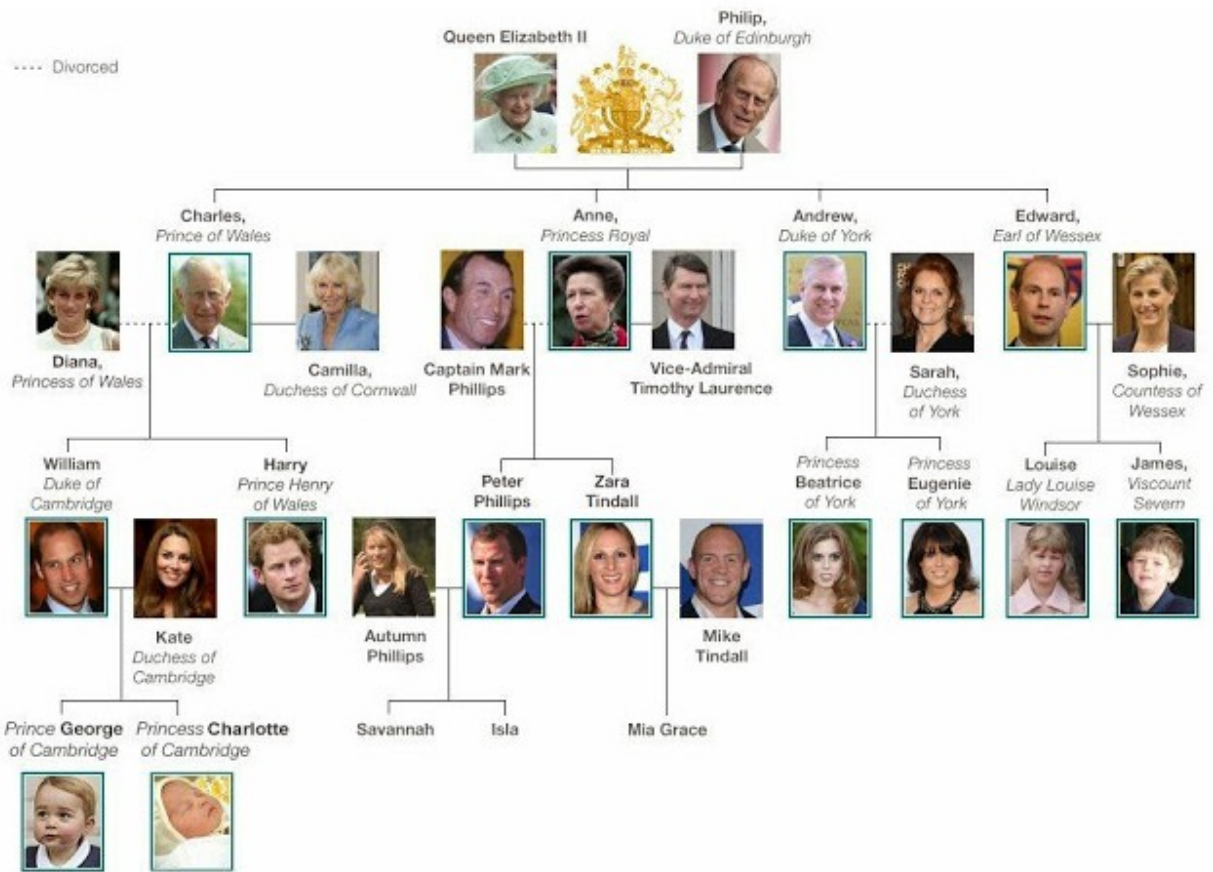 Queen Elizabeth II
Philip,
Duke of Edinburgh
---- Divorced
Charles,
Prince of Wales
Anne,
Princess Royal
Andrew,
Duke of York
Edward,
Earl of Wessex
Diana,
Princess of Wales
Camilla,
Duchess of Cornwall
Captain Mark
Phillips
Vice-Admiral
Timothy Laurence
Sarah,
Duchess
of York
Sophie,
Countess of
Wessex
William
Duke of
Cambridge
Harry
Prince Henry
of Wales
Peter
Phillips
Zara
Tindall
Princess
Beatrice
of York
Princess
Eugenie
of York
Louise
Lady Louise
Windsor
James,
Viscount
Severn
Kate
Duchess of
Cambridge
Autumn
Phillips
Mike
Tindall
Prince George
of Cambridge
Princess Charlotte
of Cambridge
Savannah
Isla
Mia Grace